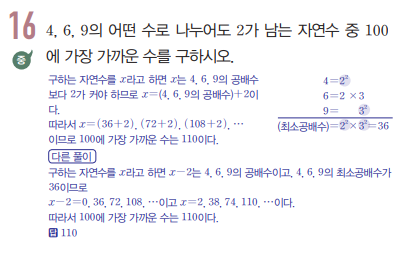 16
중
4, 6, 9의 어떤 수로 나누어도 2가 남는 자연수 중 100
에 가장 가까운 수를 구하시오.
구하는 자연수를 x라고 하면 x는 4, 6, 9의 공배수
보다 2가 커야 하므로 x=(4, 6, 9의 공배수)+2이
다.
따라서 x=(36+2), (72+2), (108+2), …
이므로 100에 가장 가까운 수는 110이다.
4=2²
6=2 ×3
9= 3²
(최소공배수)=2²×3²=36
다른 풀이
구하는 자연수를 x라고 하면 x-2는 4, 6, 9의 공배수이고, 4, 6, 9의 최소공배수가
36이므로
x-2=0, 36, 72, 108, …이고 x=2, 38, 74, 110, …이다.
따라서 100에 가장 가까운 수는 110이다.
답 110